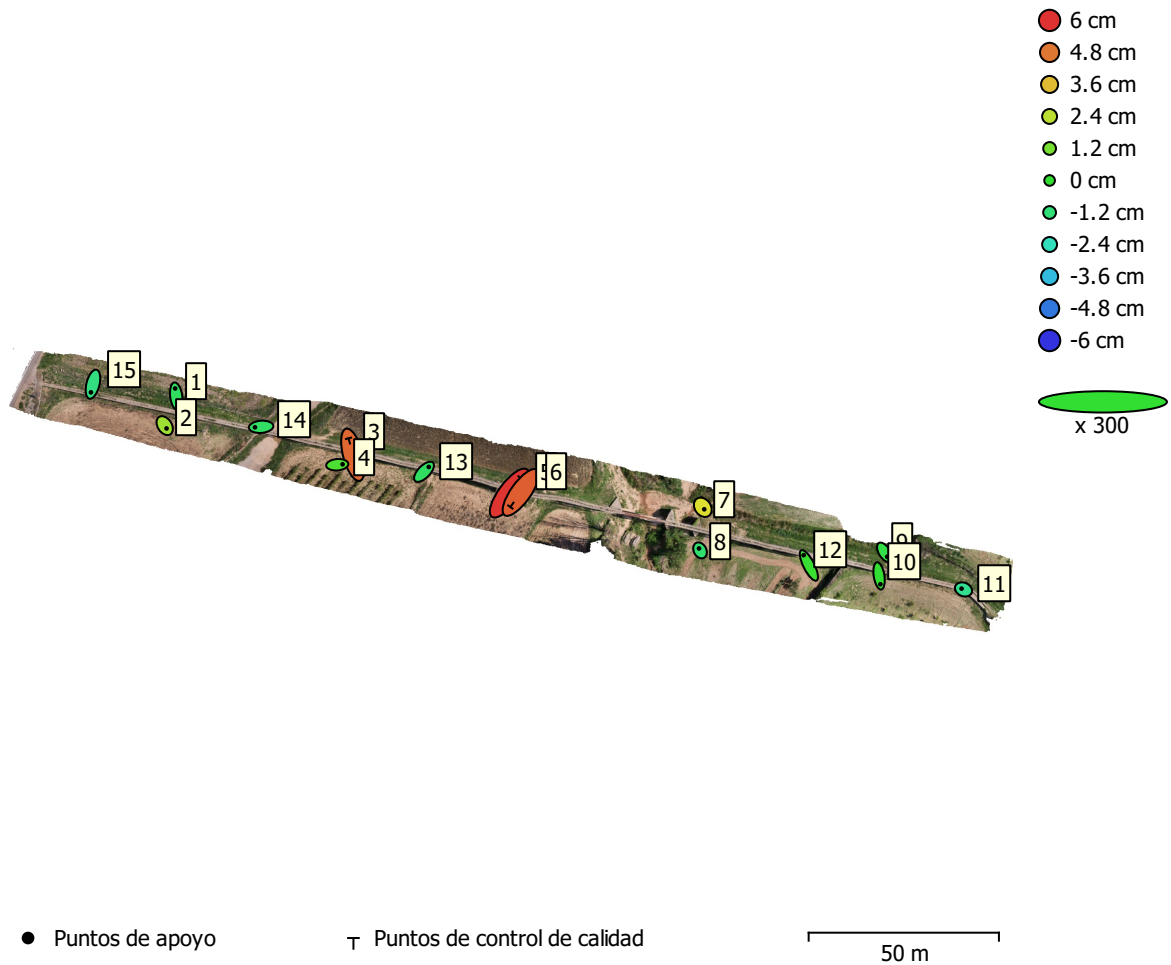 6 cm
4.8 cm
3.6 cm
2.4 cm
1.2 cm
0 cm
-1.2 cm
-2.4 cm
-3.6 cm
-4.8 cm
-6 cm
x 300
15
1
2
14
3
4
13
5
6
7
8
12
9
10
11
Puntos de apoyo
Puntos de control de calidad
50 m